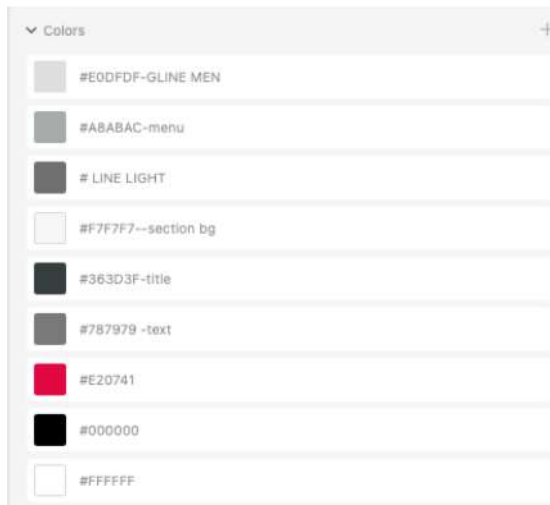 Colors
#E0DFDF-GLINE MEN
#A8ABAC-menu
# LINE LIGHT
#F7F7F7--section bg
#363D3F-title
#787979 -text
#E20741
#000000
#FFFFFF